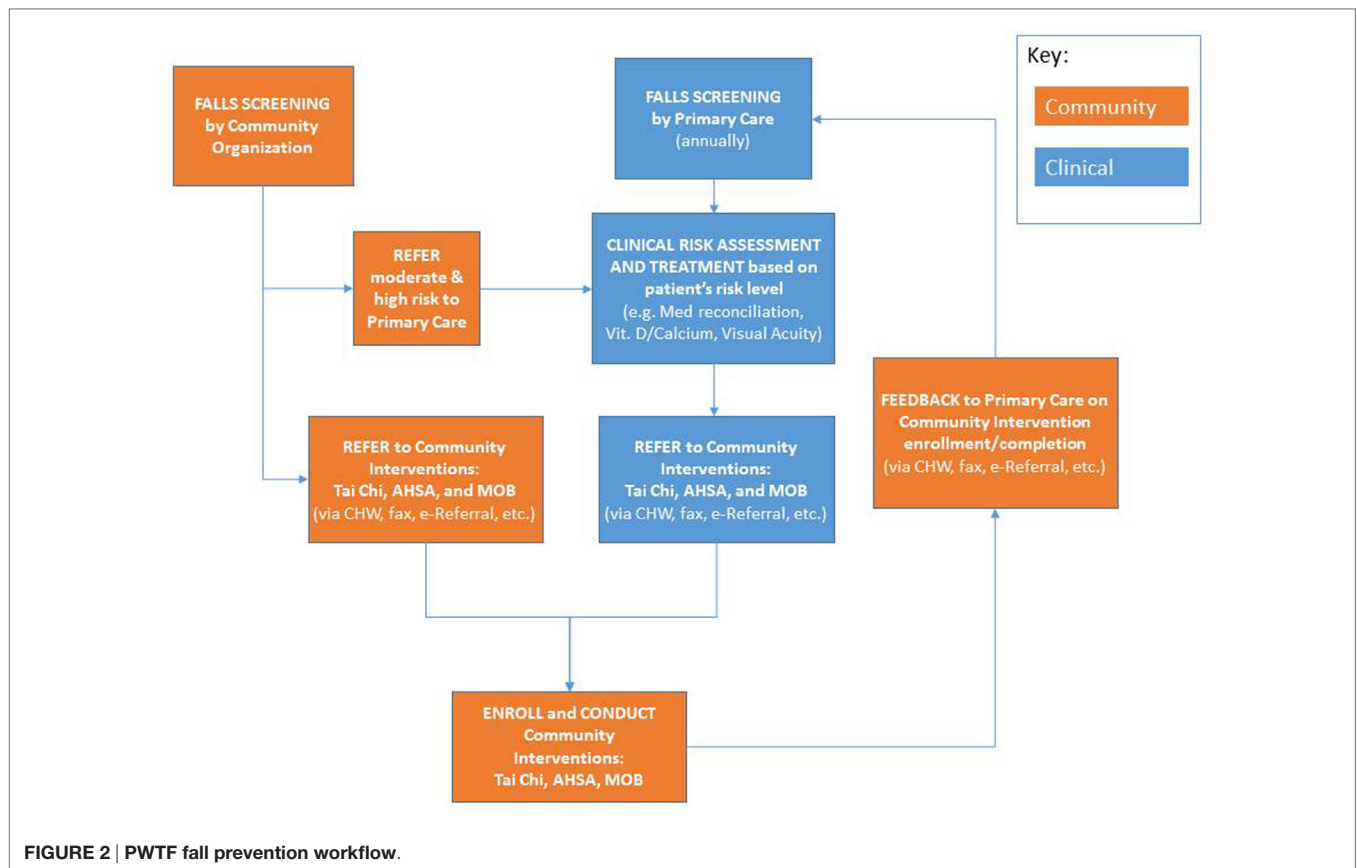 FALLS SCREENING
by Community
Organization
FALLS SCREENING
by Primary Care
(annually)
Key:
Community
Clinical
REFER
moderate &
high risk to
Primary Care
CLINICAL RISK ASSESSMENT
AND TREATMENT based on
patient's risk level
(e.g. Med reconciliation,
Vit. D/Calcium, Visual Acuity)
REFER to Community
Interventions:
Tai Chi, AHSA, and MOB
(via CHW, fax, e-Referral, etc.)
REFER to Community
Interventions:
Tai Chi, AHSA, and MOB
(via CHW, fax, e-Referral, etc.)
FEEDBACK to Primary Care on
Community Intervention
enrollment/completion
(via CHW, fax, e-Referral, etc.)
ENROLL and CONDUCT
Community
Interventions:
Tai Chi, AHSA, MOB
FIGURE 2 | PWTF fall prevention workflow.